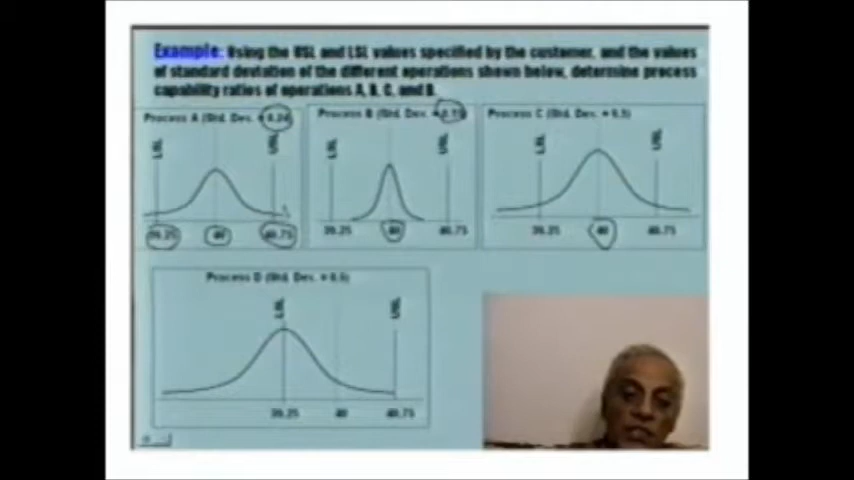 Example: Using the USL and LSL values specified by the customer, and the values
of standard deviation of the different operations shown below, determine process
capability ratios of operations A, B, C, and D.
Process A (Std. Dev. =
Process B (Std. Dev. =
Process C (Std. Dev. = 0.5)
LSL
USL
LSL
USL
LSL
USL
39.25 40 40.75
39.25 40 40.75
39.25 40 40.75
Process D (Std. Dev. = 0.5)
LSL
USL
39.25 40 40.75